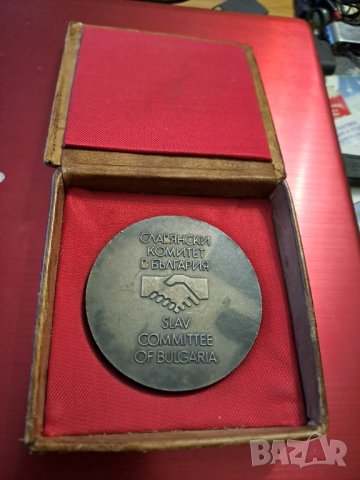 СЛАВЯНСКИ
КОМИТЕТ
В БЪЛГАРИЯ
SLAV
COMMITTEE
OF BULGARIA
BAZAR